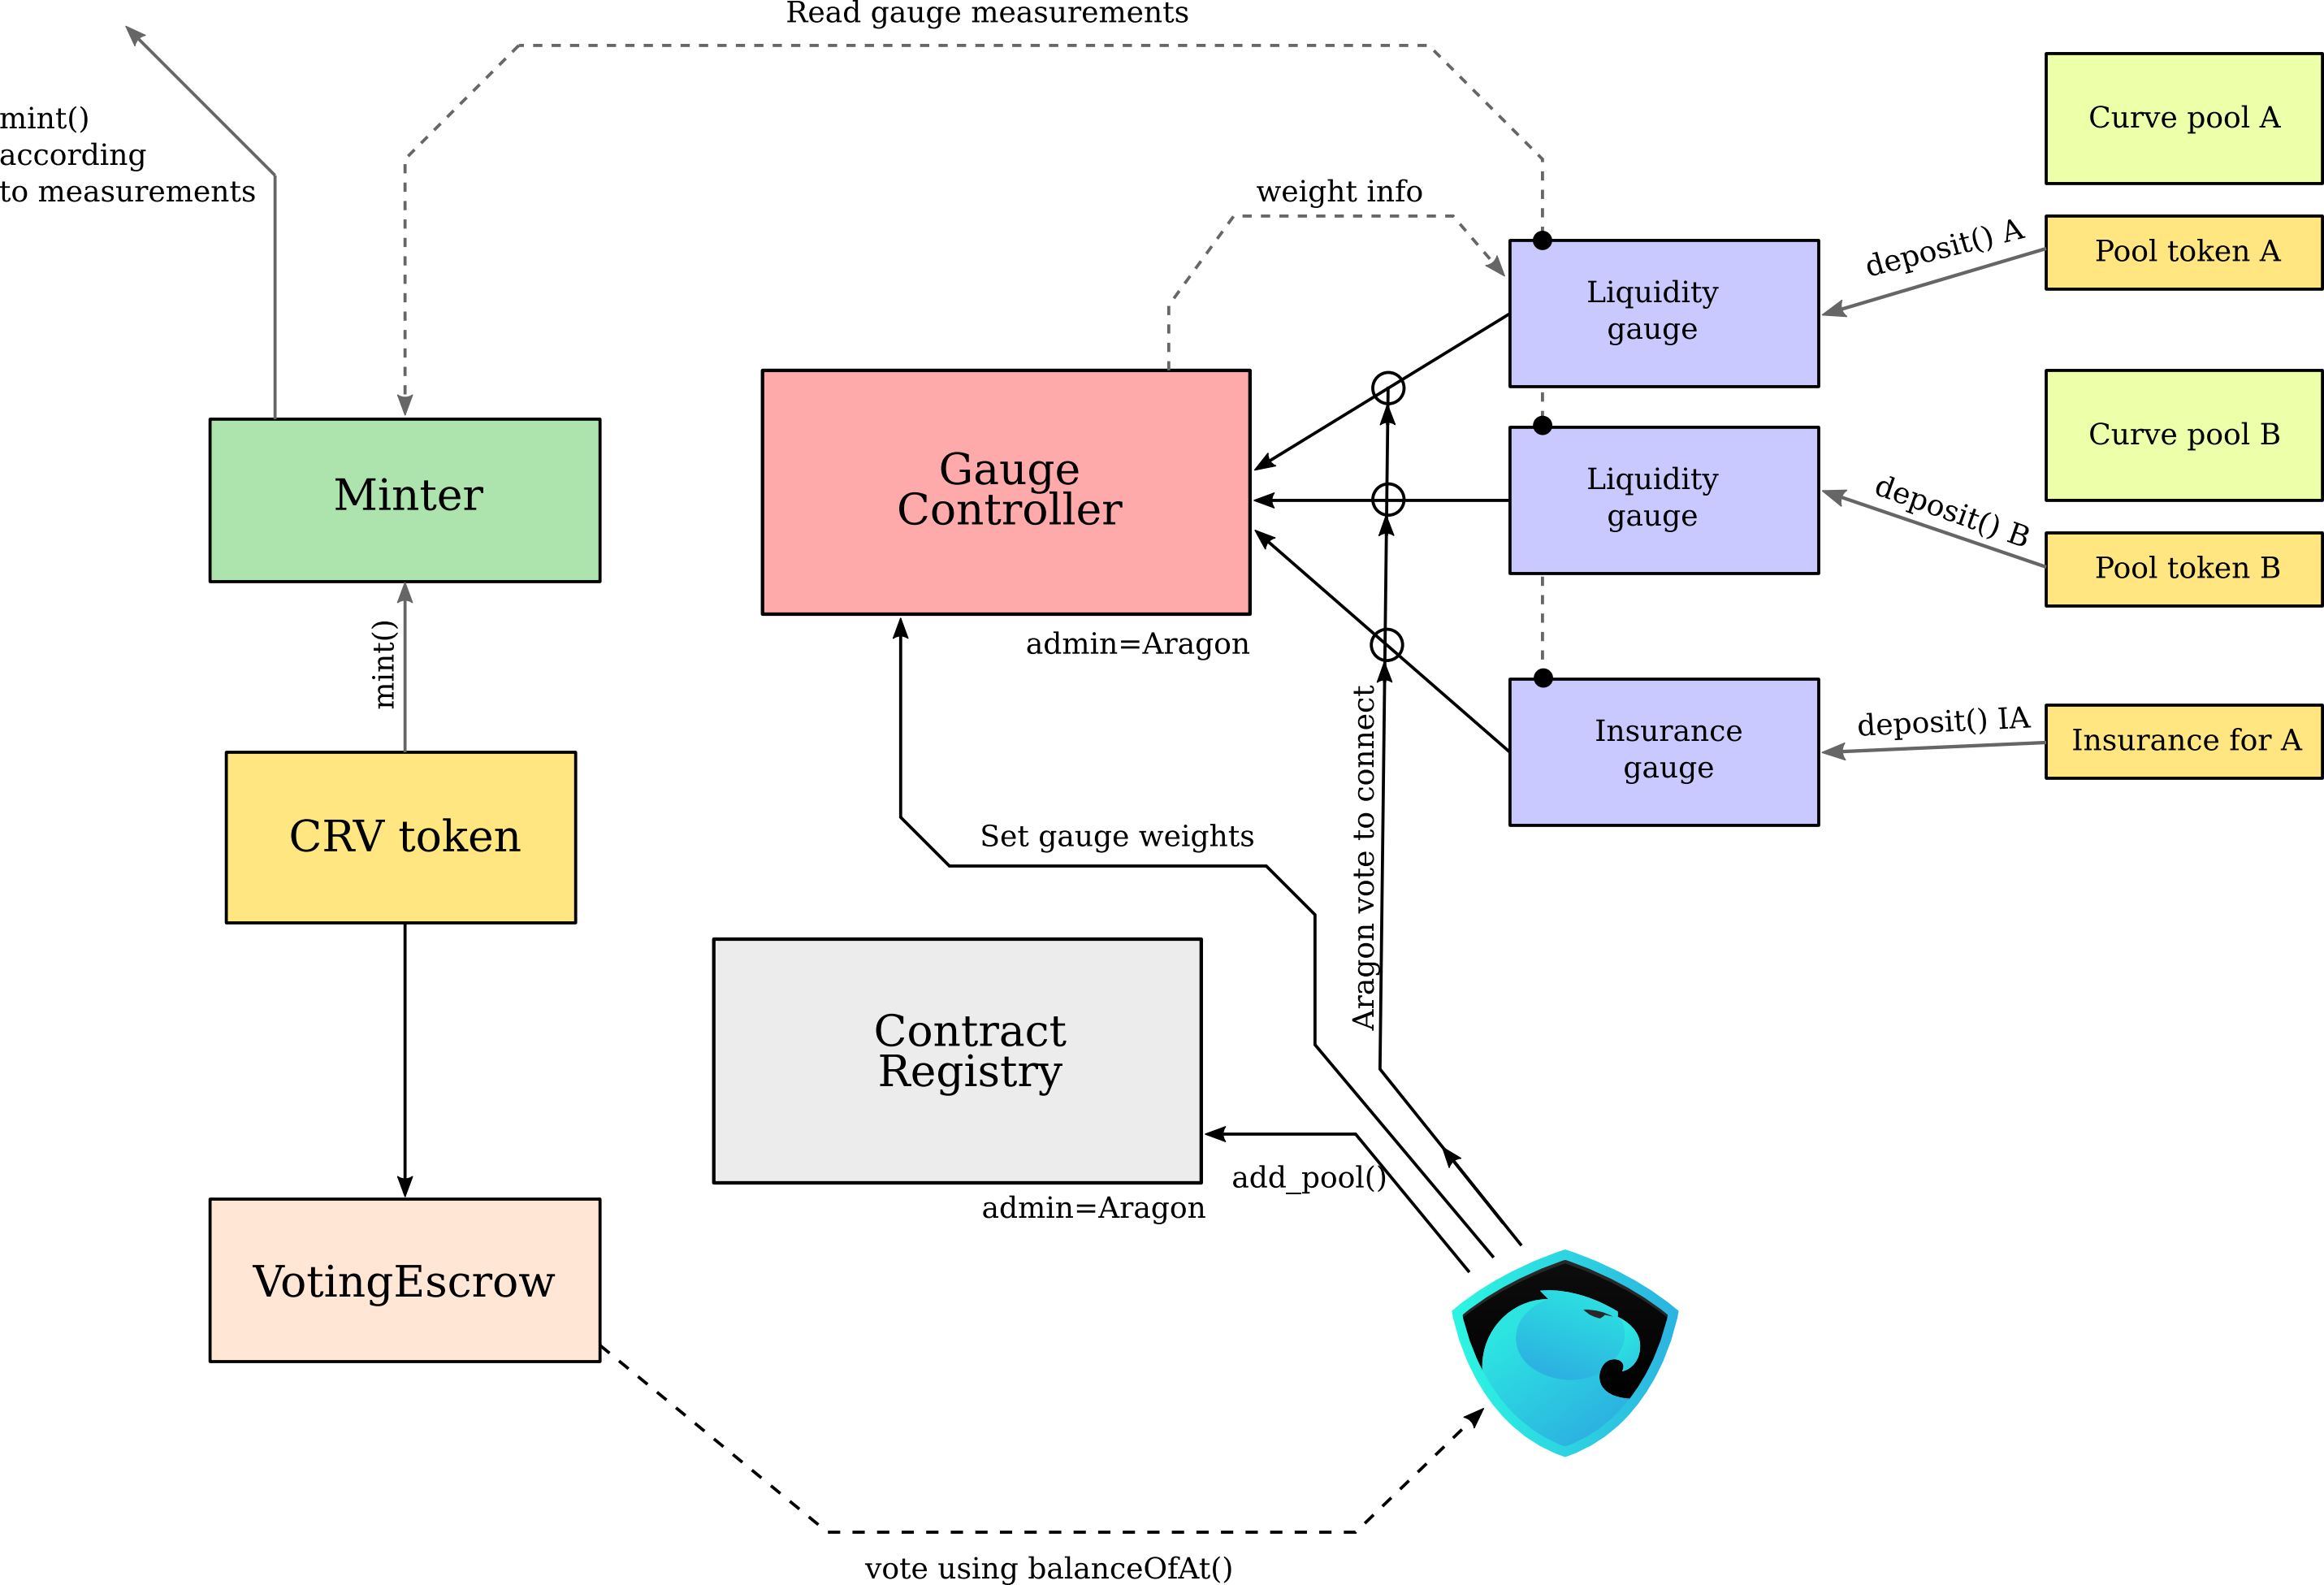 Read gauge measurements
mint()
according
to measurements
weight info
Curve pool A
deposit() A
Pool token A
Liquidity
gauge
Curve pool B
Liquidity
gauge
deposit() B
Pool token B
Gauge
Controller
admin=Aragon
Minter
mint()
Insurance
gauge
deposit() IA
Insurance for A
Aragon vote to connect
CRV token
Set gauge weights
Contract
Registry
add_pool()
admin=Aragon
VotingEscrow
vote using balanceOfAt()